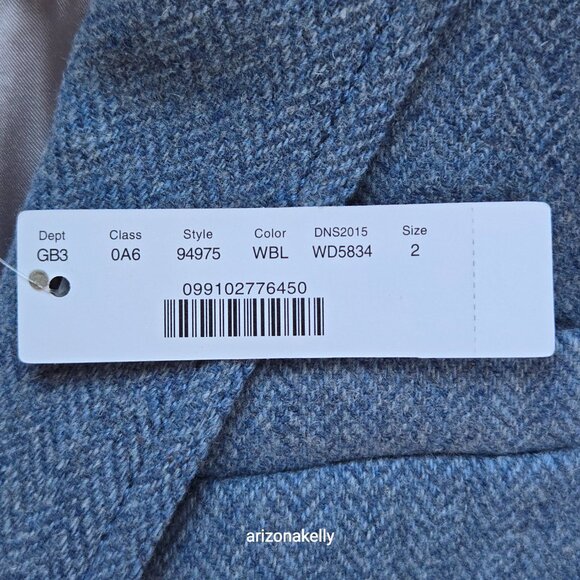 Dept Class Style Color DNS2015 Size
GB3 0A6 94975 WBL WD5834 2
099102776450
arizonakelly